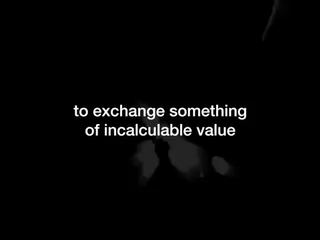 to exchange something
of incalculable value